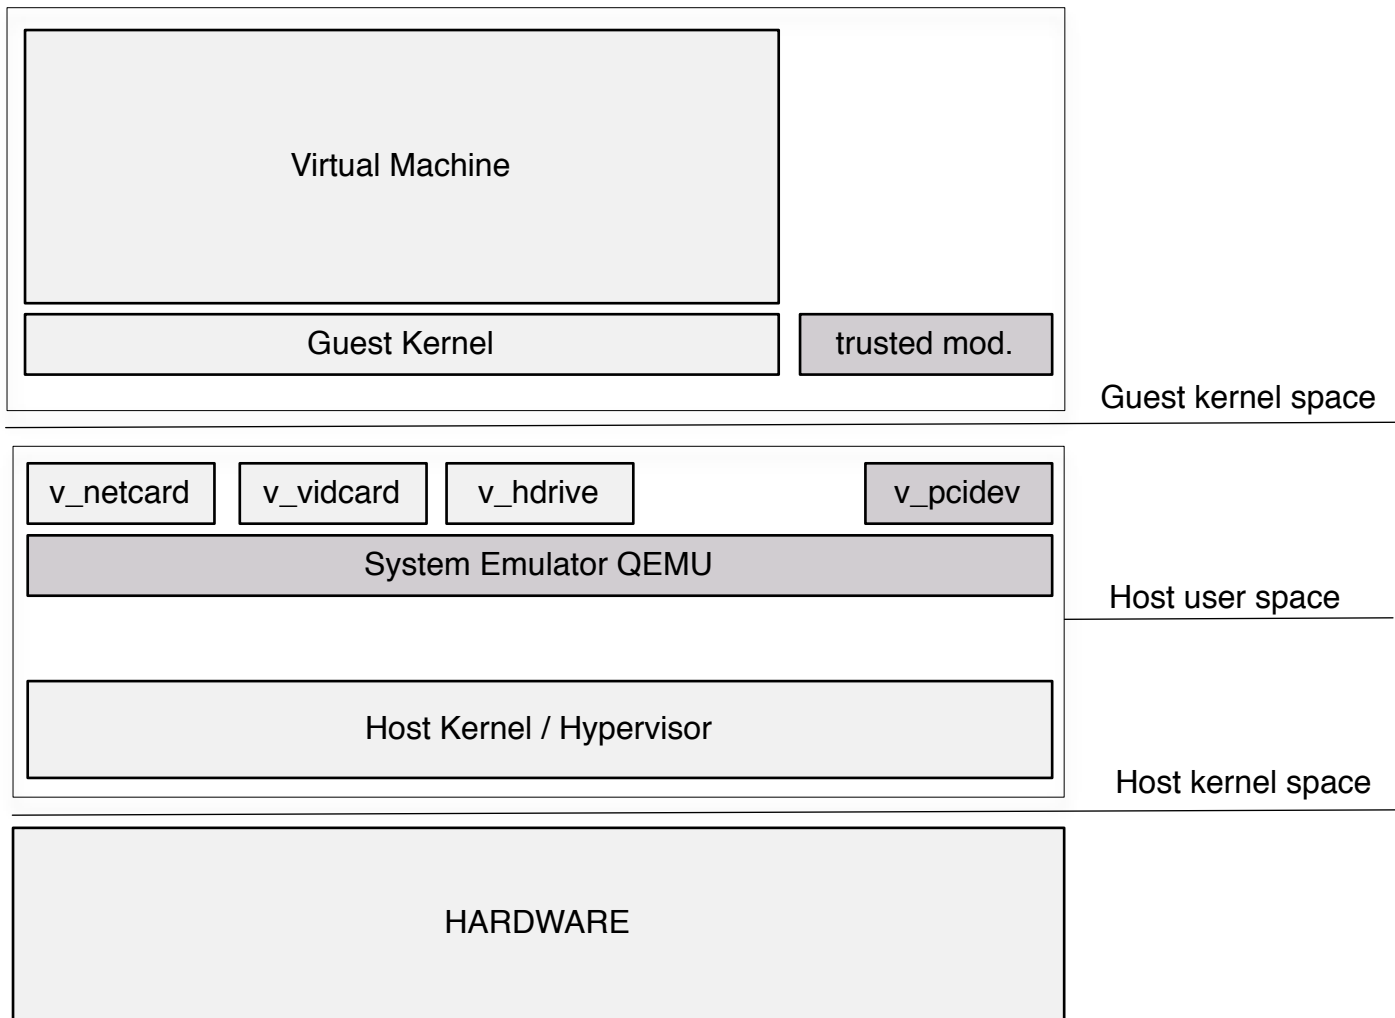 Virtual Machine
Guest Kernel
trusted mod.
Guest kernel space
v_netcard
v_vidcard
v_hdrive
v_pcidev
System Emulator QEMU
Host user space
Host Kernel / Hypervisor
Host kernel space
HARDWARE